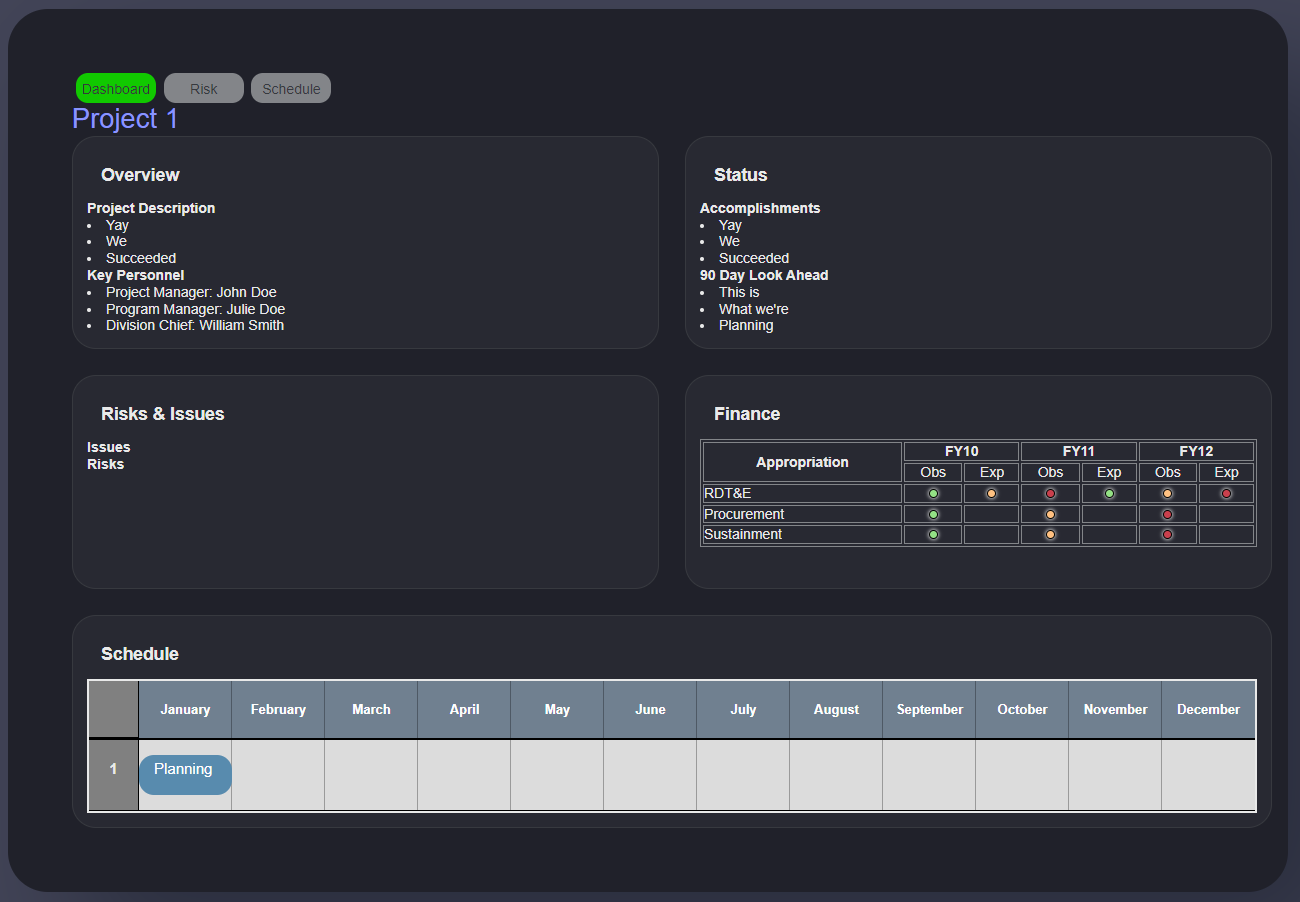 Dashboard Risk Schedule
Project 1
Overview
Project Description
• Yay
• We
• Succeeded
Key Personnel
• Project Manager: John Doe
• Program Manager: Julie Doe
• Division Chief: William Smith
Status
Accomplishments
• Yay
• We
• Succeeded
90 Day Look Ahead
• This is
• What we're
• Planning
Risks & Issues
Issues
Risks
Finance
Appropriation FY10 FY11 FY12
Obs Exp Obs Exp Obs Exp
RDT&E
Procurement
Sustainment
Schedule
January February March April May June July August September October November December
1 Planning